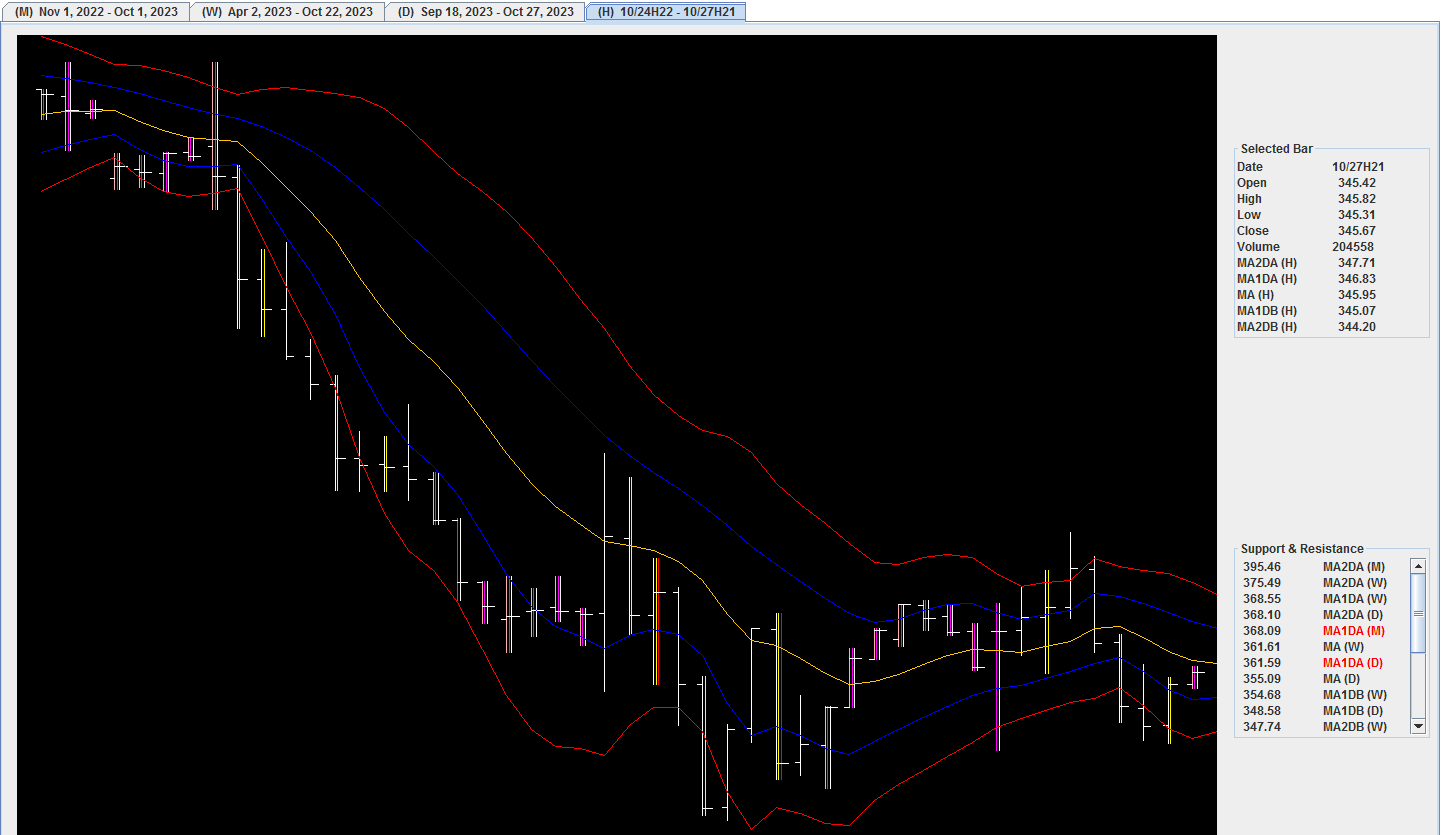 (M) Nov 1, 2022 - Oct 1, 2023 (W) Apr 2, 2023 - Oct 22, 2023 (D) Sep 18, 2023 - Oct 27, 2023 (H) 10/24H22 - 10/27H21
Selected Bar
Date 10/27H21
Open 345.42
High 345.82
Low 345.31
Close 345.67
Volume 204558
MA2DA (H) 347.71
MA1DA (H) 346.83
MA (H) 345.95
MA1DB (H) 345.07
MA2DB (H) 344.20
Support & Resistance
395.46 MA2DA (M)
375.49 MA2DA (W)
368.55 MA1DA (W)
368.10 MA2DA (D)
368.09 MA1DA (M)
361.61 MA (W)
361.59 MA1DA (D)
355.09 MA (D)
354.68 MA1DB (W)
348.58 MA1DB (D)
347.74 MA2DB (W)